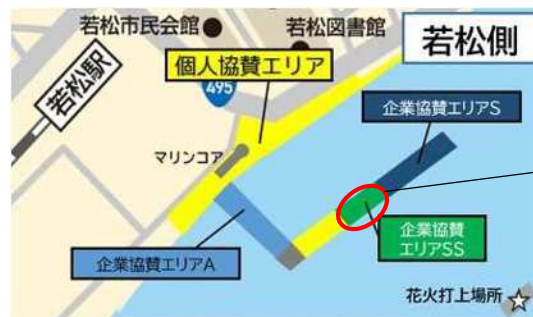 若松市民会館
若松図書館
若松側
個人協賛エリア
若松駅
495
企業協賛エリアS
マリンコア
企業協賛
エリアSS
企業協賛エリアA
花火打上場所